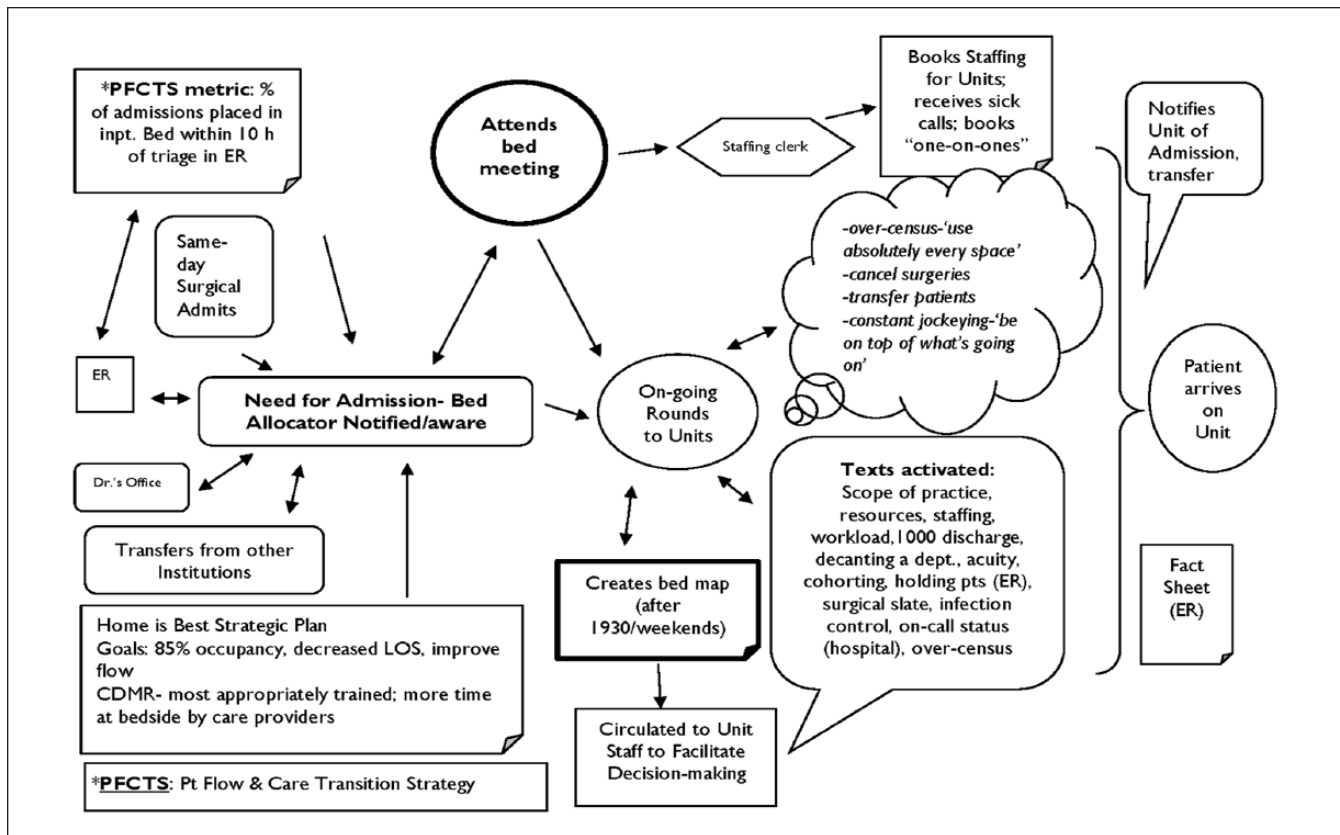 *PFCTS metric: %
of admissions placed in
inpt. Bed within 10 h
of triage in ER
Same-
day
Surgical
Admits
ER
Need for Admission- Bed
Allocator Notified/aware
Dr.'s Office
Transfers from other
Institutions
Home is Best Strategic Plan
Goals: 85% occupancy, decreased LOS, improve
flow
CDMR- most appropriately trained; more time
at bedside by care providers
*PFCTS: Pt Flow & Care Transition Strategy
Attends
bed
meeting
Staffing clerk
Books Staffing
for Units;
receives sick
calls; books
“one-on-ones”
-over-census-‘use
absolutely every space’
-cancel surgeries
-transfer patients
-constant jockeying-‘be
on top of what’s going
on’
On-going
Rounds
to Units
Creates bed map
(after
1930/weekends)
Circulated to Unit
Staff to Facilitate
Decision-making
Texts activated:
Scope of practice,
resources, staffing,
workload,1000 discharge,
decanting a dept., acuity,
cohorting, holding pts (ER),
surgical slate, infection
control, on-call status
(hospital), over-census
Notifies
Unit of
Admission,
transfer
Patient
arrives on
Unit
Fact
Sheet
(ER)